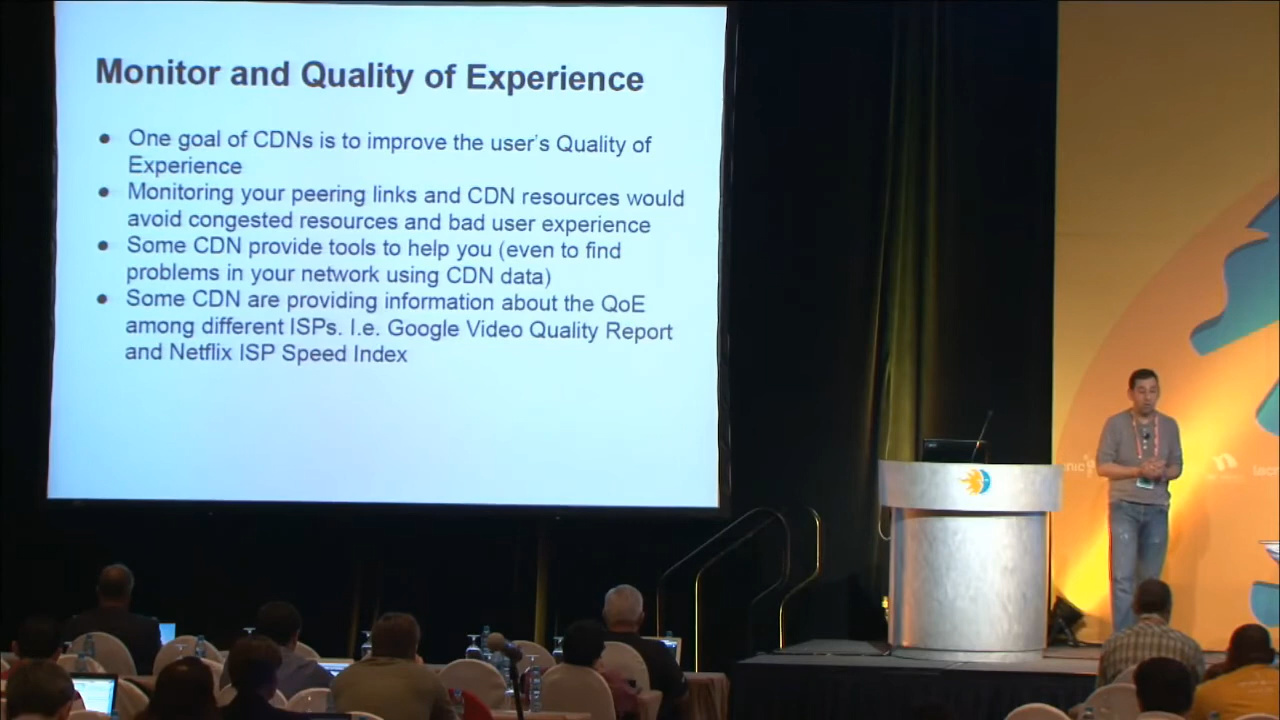 Monitor and Quality of Experience
One goal of CDNs is to improve the user's Quality of
Experience
Monitoring your peering links and CDN resources would
avoid congested resources and bad user experience
Some CDN provide tools to help you (even to find
problems in your network using CDN data)
Some CDN are providing information about the QoE
among different ISPs. I.e. Google Video Quality Report
and Netflix ISP Speed Index